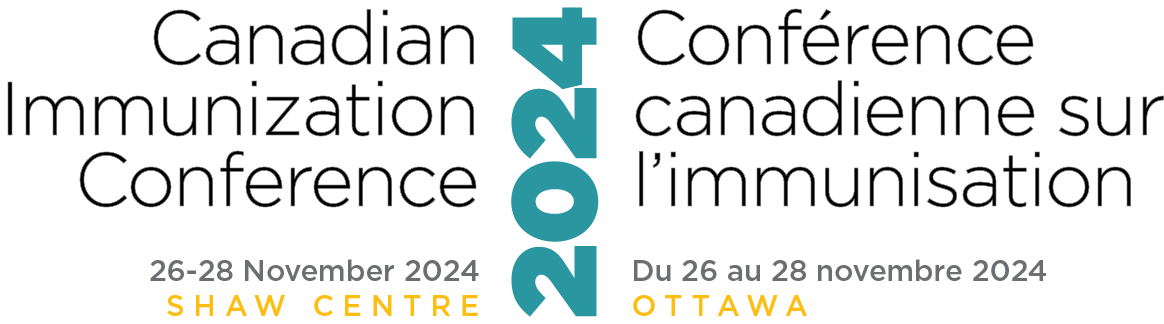 Canadian
Immunization
Conference
2024
Conférence
canadienne sur
l'immunisation
26-28 November 2024
SHAW CENTRE
Du 26 au 28 novembre 2024
OTTAWA